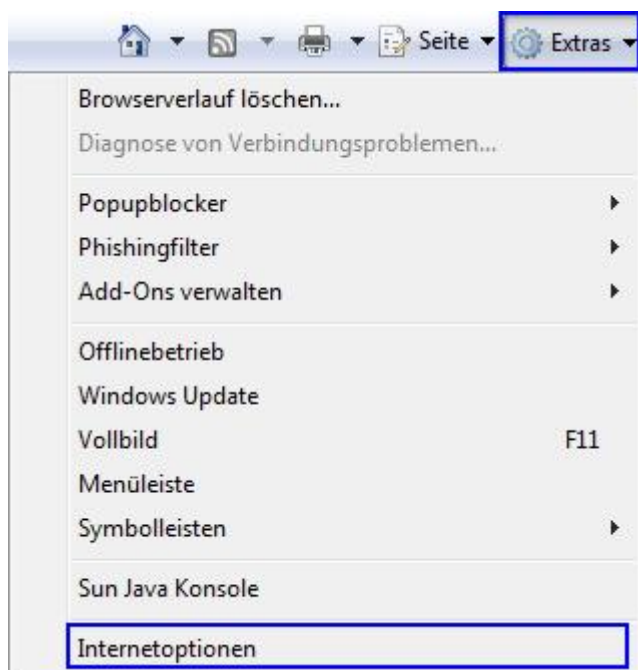 Seite Extras
Browserverlauf löschen...
Diagnose von Verbindungsproblemen...
Popupblocker
Phishingfilter
Add-Ons verwalten
Offlinebetrieb
Windows Update
Vollbild F11
Menüleiste
Symbolleisten
Sun Java Konsole
Internetoptionen